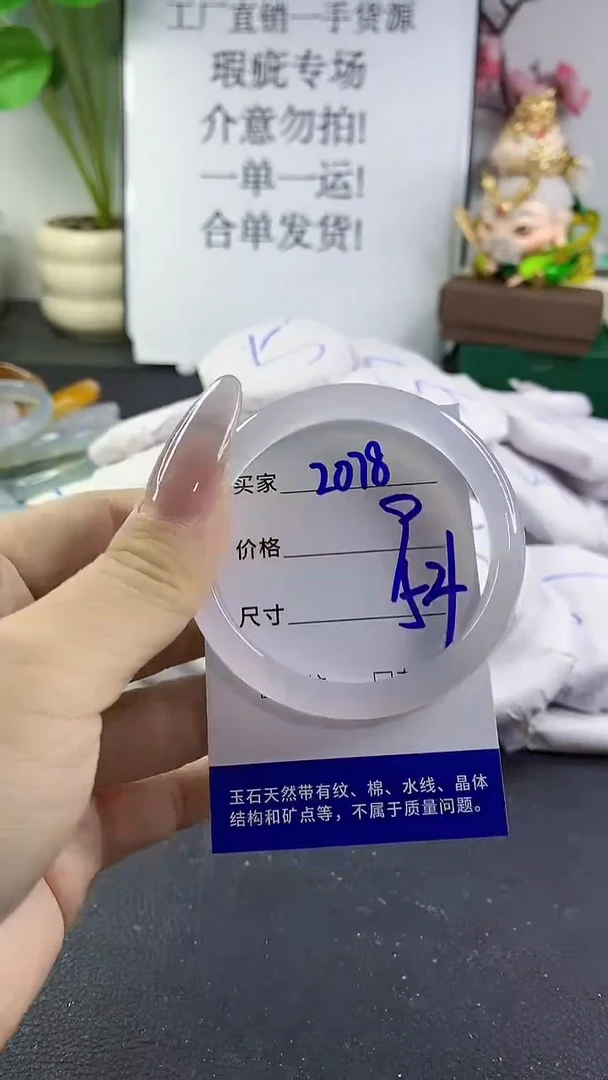 工厂直销一手货源
瑕疵专场
介意勿拍!
一单一运!
合单发货!
买家 2078
价格
尺寸 54
玉石天然带有纹、棉、水线、晶体
结构和矿点等，不属于质量问题。